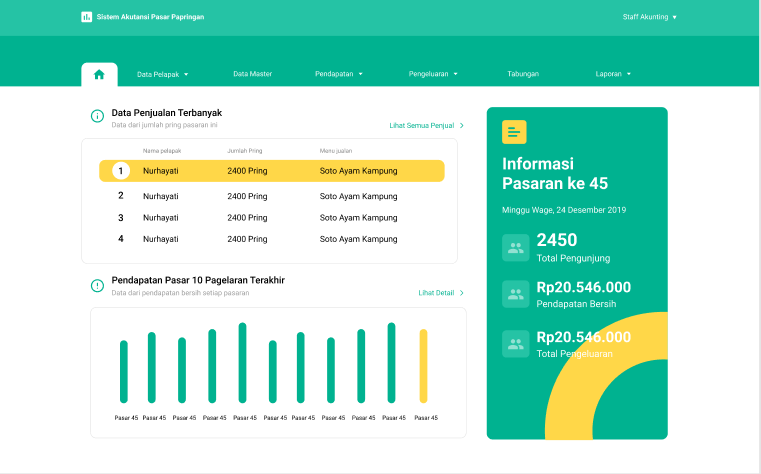 Sistem Akutansi Pasar Papringan
Staff Akunting
Data Pelapak
Data Master
Pendapatan
Pengeluaran
Tabungan
Laporan
Data Penjualan Terbanyak
Data dari jumlah pring pasaran ini
Lihat Semua Penjual
Nama pelapak Jumlah Pring Menu jualan
1 Nurhayati 2400 Pring Soto Ayam Kampung
2 Nurhayati 2400 Pring Soto Ayam Kampung
3 Nurhayati 2400 Pring Soto Ayam Kampung
4 Nurhayati 2400 Pring Soto Ayam Kampung
Pendapatan Pasar 10 Pagelaran Terakhir
Data dari pendapatan bersih setiap pasaran
Lihat Detail
Pasar 45 Pasar 45 Pasar 45 Pasar 45 Pasar 45 Pasar 45 Pasar 45 Pasar 45 Pasar 45 Pasar 45 Pasar 45
Informasi
Pasaran ke 45
Minggu Wage, 24 Desember 2019
2450
Total Pengunjung
Rp20.546.000
Pendapatan Bersih
Rp20.546.000
Total Pengeluaran